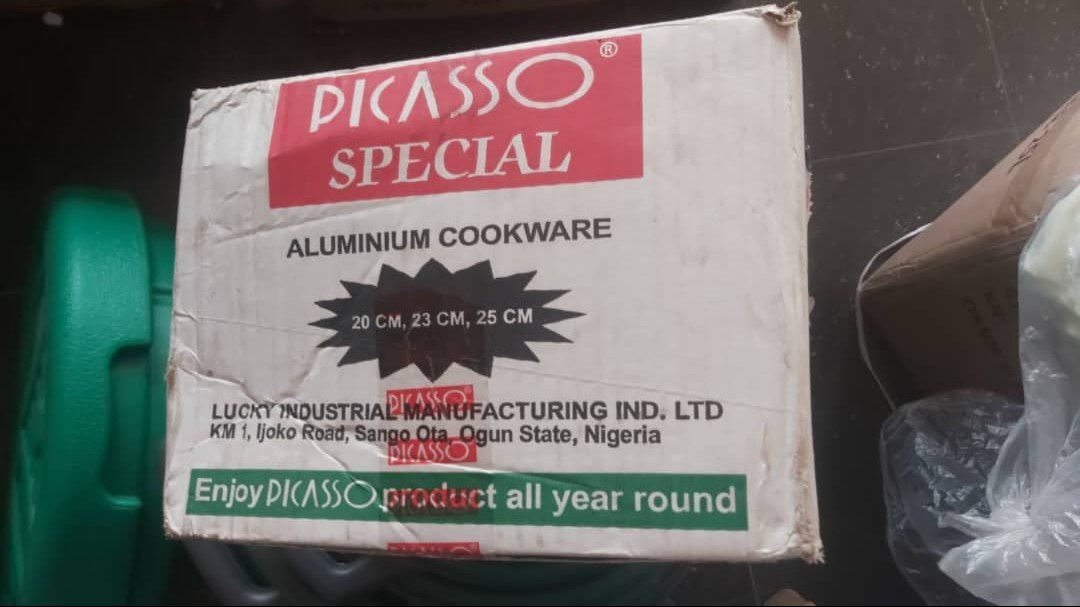 PICASSO®
SPECIAL
ALUMINIUM COOKWARE
20 CM, 23 CM, 25 CM
LUCKY INDUSTRIAL MANUFACTURING IND. LTD
KM 1, Ijoko Road, Sango Ota, Ogun State, Nigeria
Enjoy PICASSO product all year round
PICASSO®
PICASSO
PICASSO